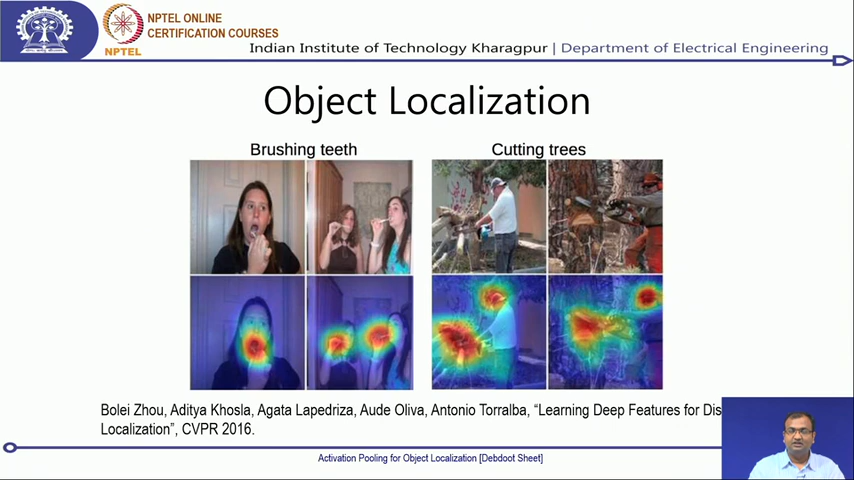 NPTEL ONLINE
CERTIFICATION COURSES
NPTEL
Indian Institute of Technology Kharagpur | Department of Electrical Engineering
Object Localization
Brushing teeth
Cutting trees
Bolei Zhou, Aditya Khosla, Agata Lapedriza, Aude Oliva, Antonio Torralba, “Learning Deep Features for Dis
Localization”, CVPR 2016.
Activation Pooling for Object Localization [Debdoot Sheet]